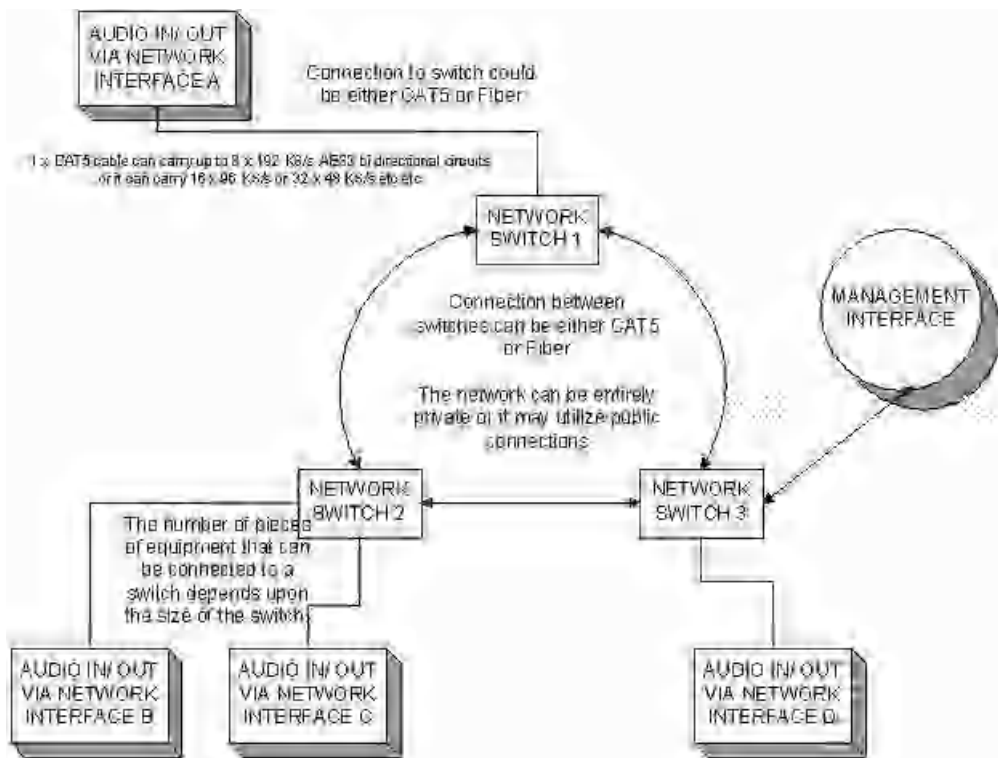 AUDIO IN/ OUT
VIA NETWORK
INTERFACE A
Connection to switch could
be either CAT5 or Fiber
1 x CAT5 cable can carry up to 8 x 192 KS/s AES3 bi directional circuits
or it can carry 16 x 96 KS/s or 32 x 48 KS/s etc etc
NETWORK
SWITCH 1
MANAGEMENT
INTERFACE
Connection between
switches can be either CAT5
or Fiber
The network can be entirely
private or it may utilize public
connections
NETWORK
SWITCH 2
NETWORK
SWITCH 3
The number of pieces
of equipment that can
be connected to a
switch depends upon
the size of the switch
AUDIO IN/ OUT
VIA NETWORK
INTERFACE B
AUDIO IN/ OUT
VIA NETWORK
INTERFACE C
AUDIO IN/ OUT
VIA NETWORK
INTERFACE D